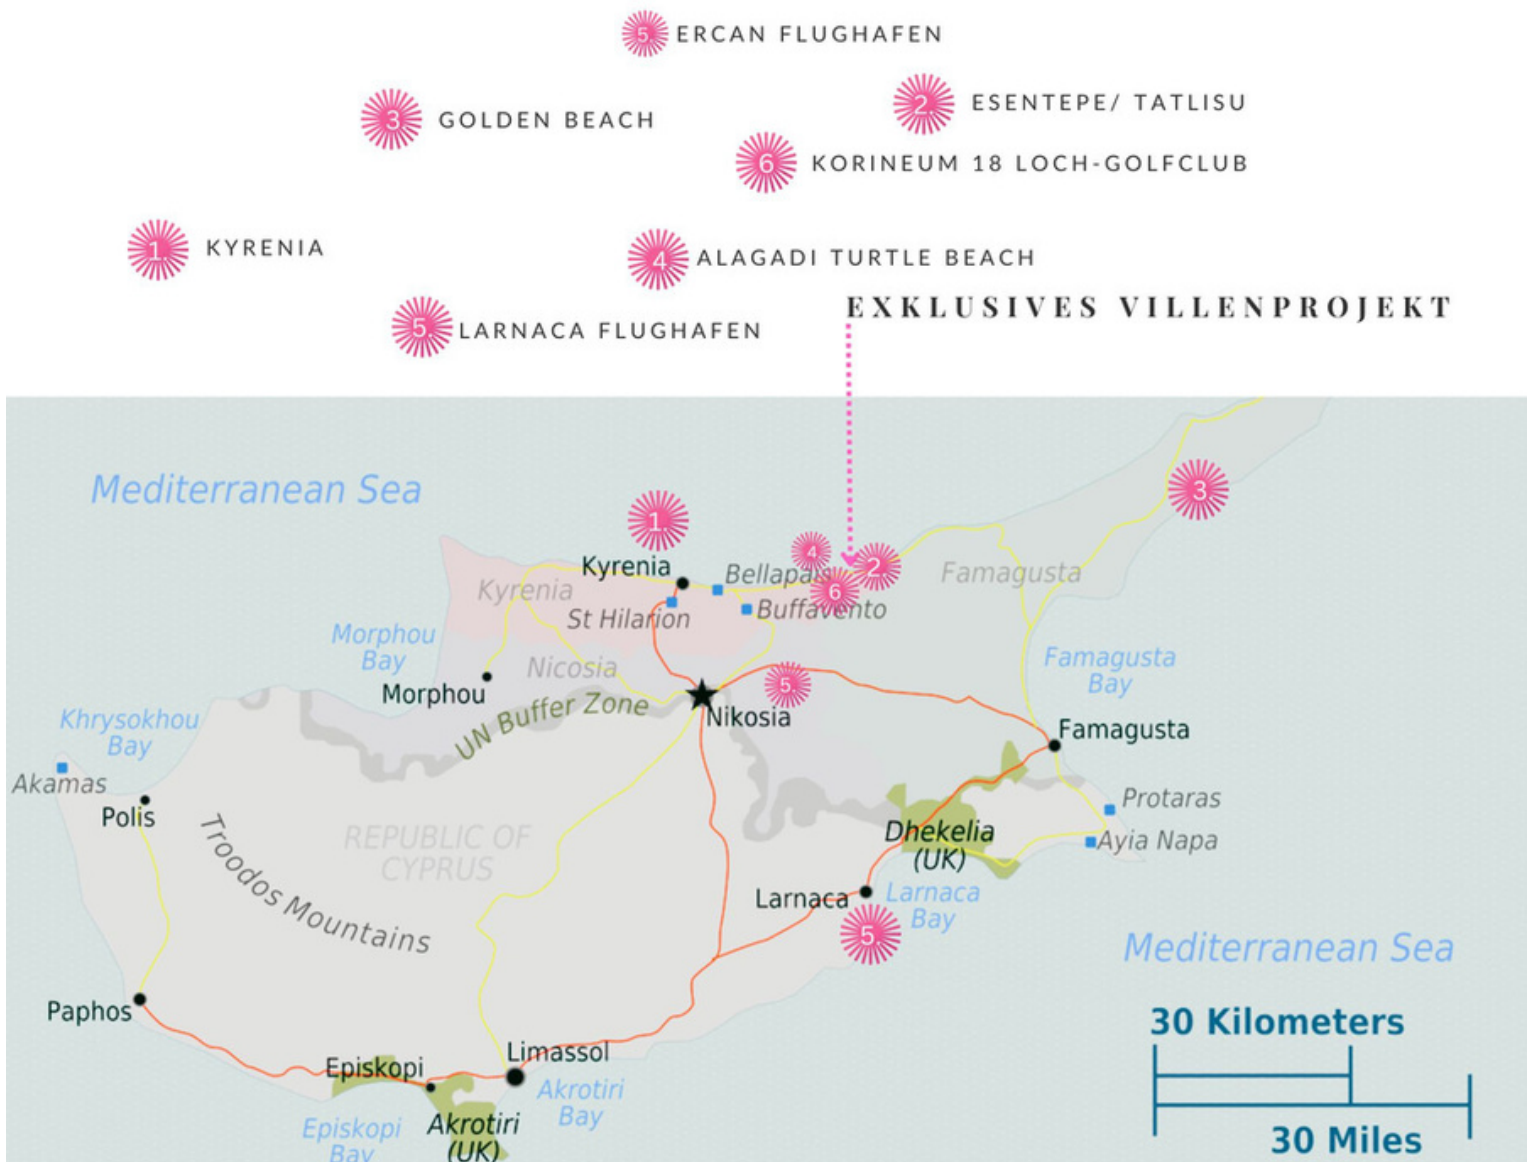 5. ERCAN FLUGHAFEN
2. ESENTEPE/ TATLISU
3 GOLDEN BEACH
6 KORINEUM 18 LOCH-GOLFCLUB
1. KYRENIA
4 ALAGADI TURTLE BEACH
EXKLUSIVES VILLENPROJEKT
5. LARNACA FLUGHAFEN
Mediterranean Sea
3
1.
4
2
Kyrenia
Bellapais
Famagusta
Kyrenia
6
St Hilarion
Buffavento
Morphou
Bay
Nicosia
Famagusta
Bay
5.
Morphou
UN Buffer Zone
Nikosia
Khrysokhou
Bay
Famagusta
Akamas
Polis
Protaras
Troodos Mountains
REPUBLIC OF
CYPRUS
Dhekelia
(UK)
Ayia Napa
Larnaca
Larnaca
Bay
5.
Mediterranean Sea
Paphos
30 Kilometers
Limassol
Episkopi
Akrotiri
Bay
Episkopi
Bay
Akrotiri
(UK)
30 Miles